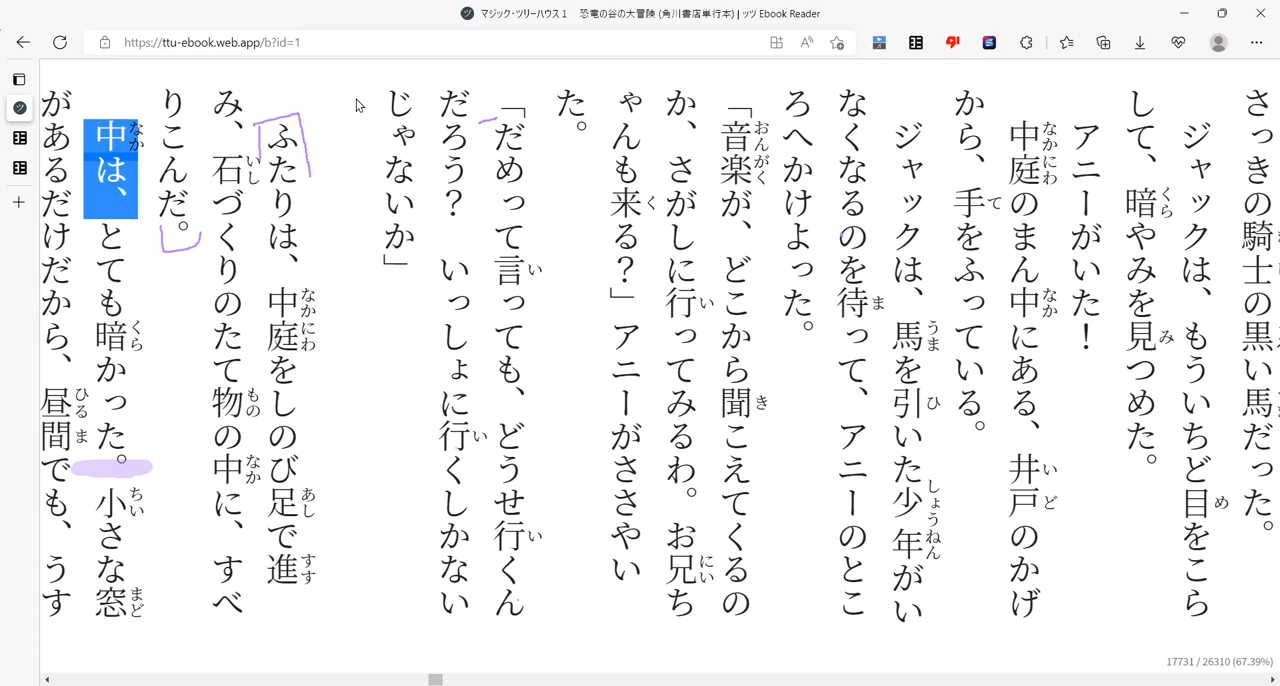 マジック・ツリーハウス1 恐竜の谷の大冒険 (角川書店単行本) | ッツ Ebook Reader
https://ttu-ebook.web.app/b?id=1
さっきの騎士の黒い馬だった。
ジャックは、もういちど目をこら
して、暗やみを見つめた。
アニーがいた!
中庭のまん中にある、井戸のかげ
から、手をふっている。
ジャックは、馬を引いた少年がい
なくなるのを待って、アニーのとこ
ろへかけよった。
「音楽が、どこから聞こえてくるの
か、さがしに行ってみるわ。お兄ち
ゃんも来る?」アニーがささやい
た。
「だめって言っても、どうせ行くん
だろう? いっしょに行くしかない
じゃないか」
ふたりは、中庭をしのび足で進
み、石づくりのたて物の中に、すべ
りこんだ。
中は、とても暗かった。小さな窓
があるだけだから、昼間でも、うす
17731 / 26310 (67.39%)